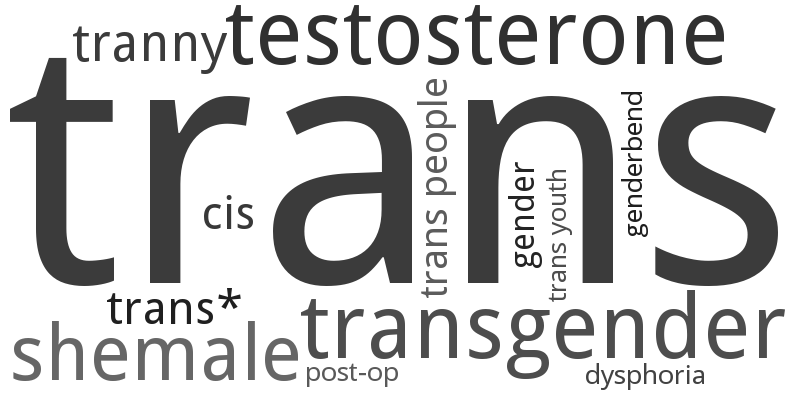 tranny
testosterone
trans
cis
trans people
gender
trans youth
genderbend
trans*
transgender
shemale
post-op
dysphoria